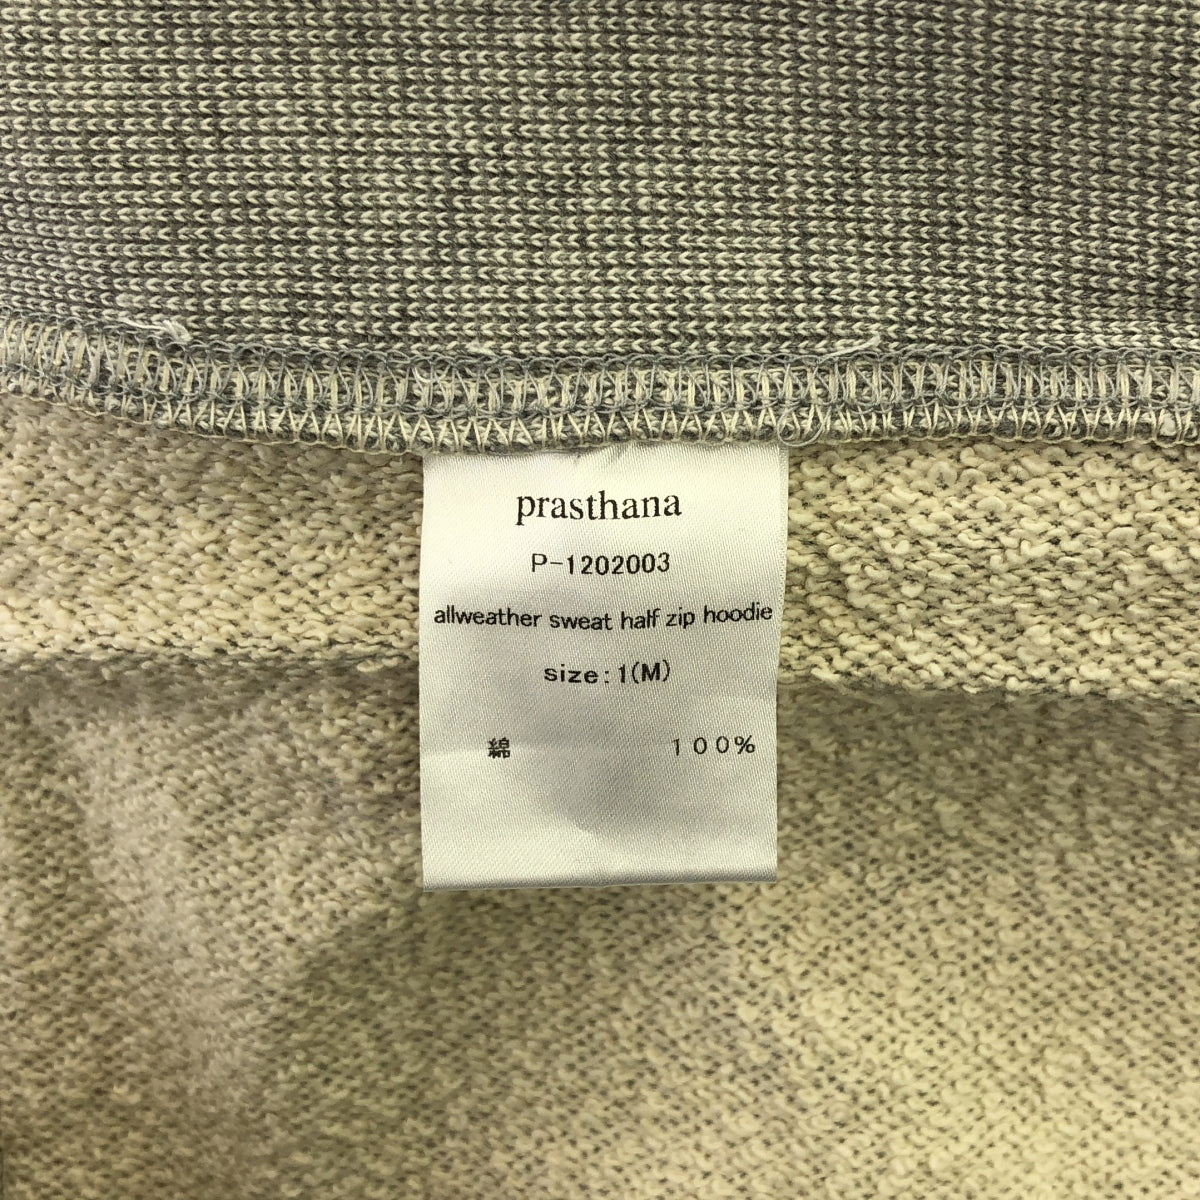 prasthana
P-1202003
allweather sweat half zip hoodie
size:1(M)
綿 100%